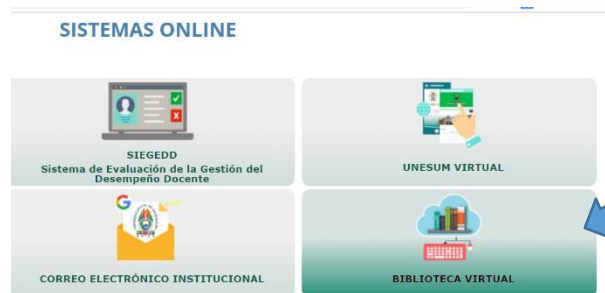 SISTEMAS ONLINE
SIEGEDD
Sistema de Evaluación de la Gestión del
Desempeño Docente
UNESUM VIRTUAL
G
CORREO ELECTRÓNICO INSTITUCIONAL
BIBLIOTECA VIRTUAL